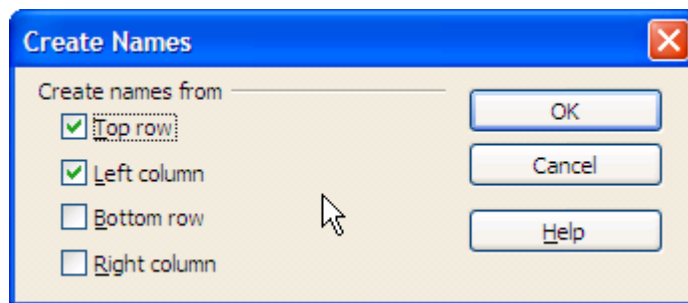 Create Names
Create names from
Top row
Left column
Bottom row
Right column
OK
Cancel
Help